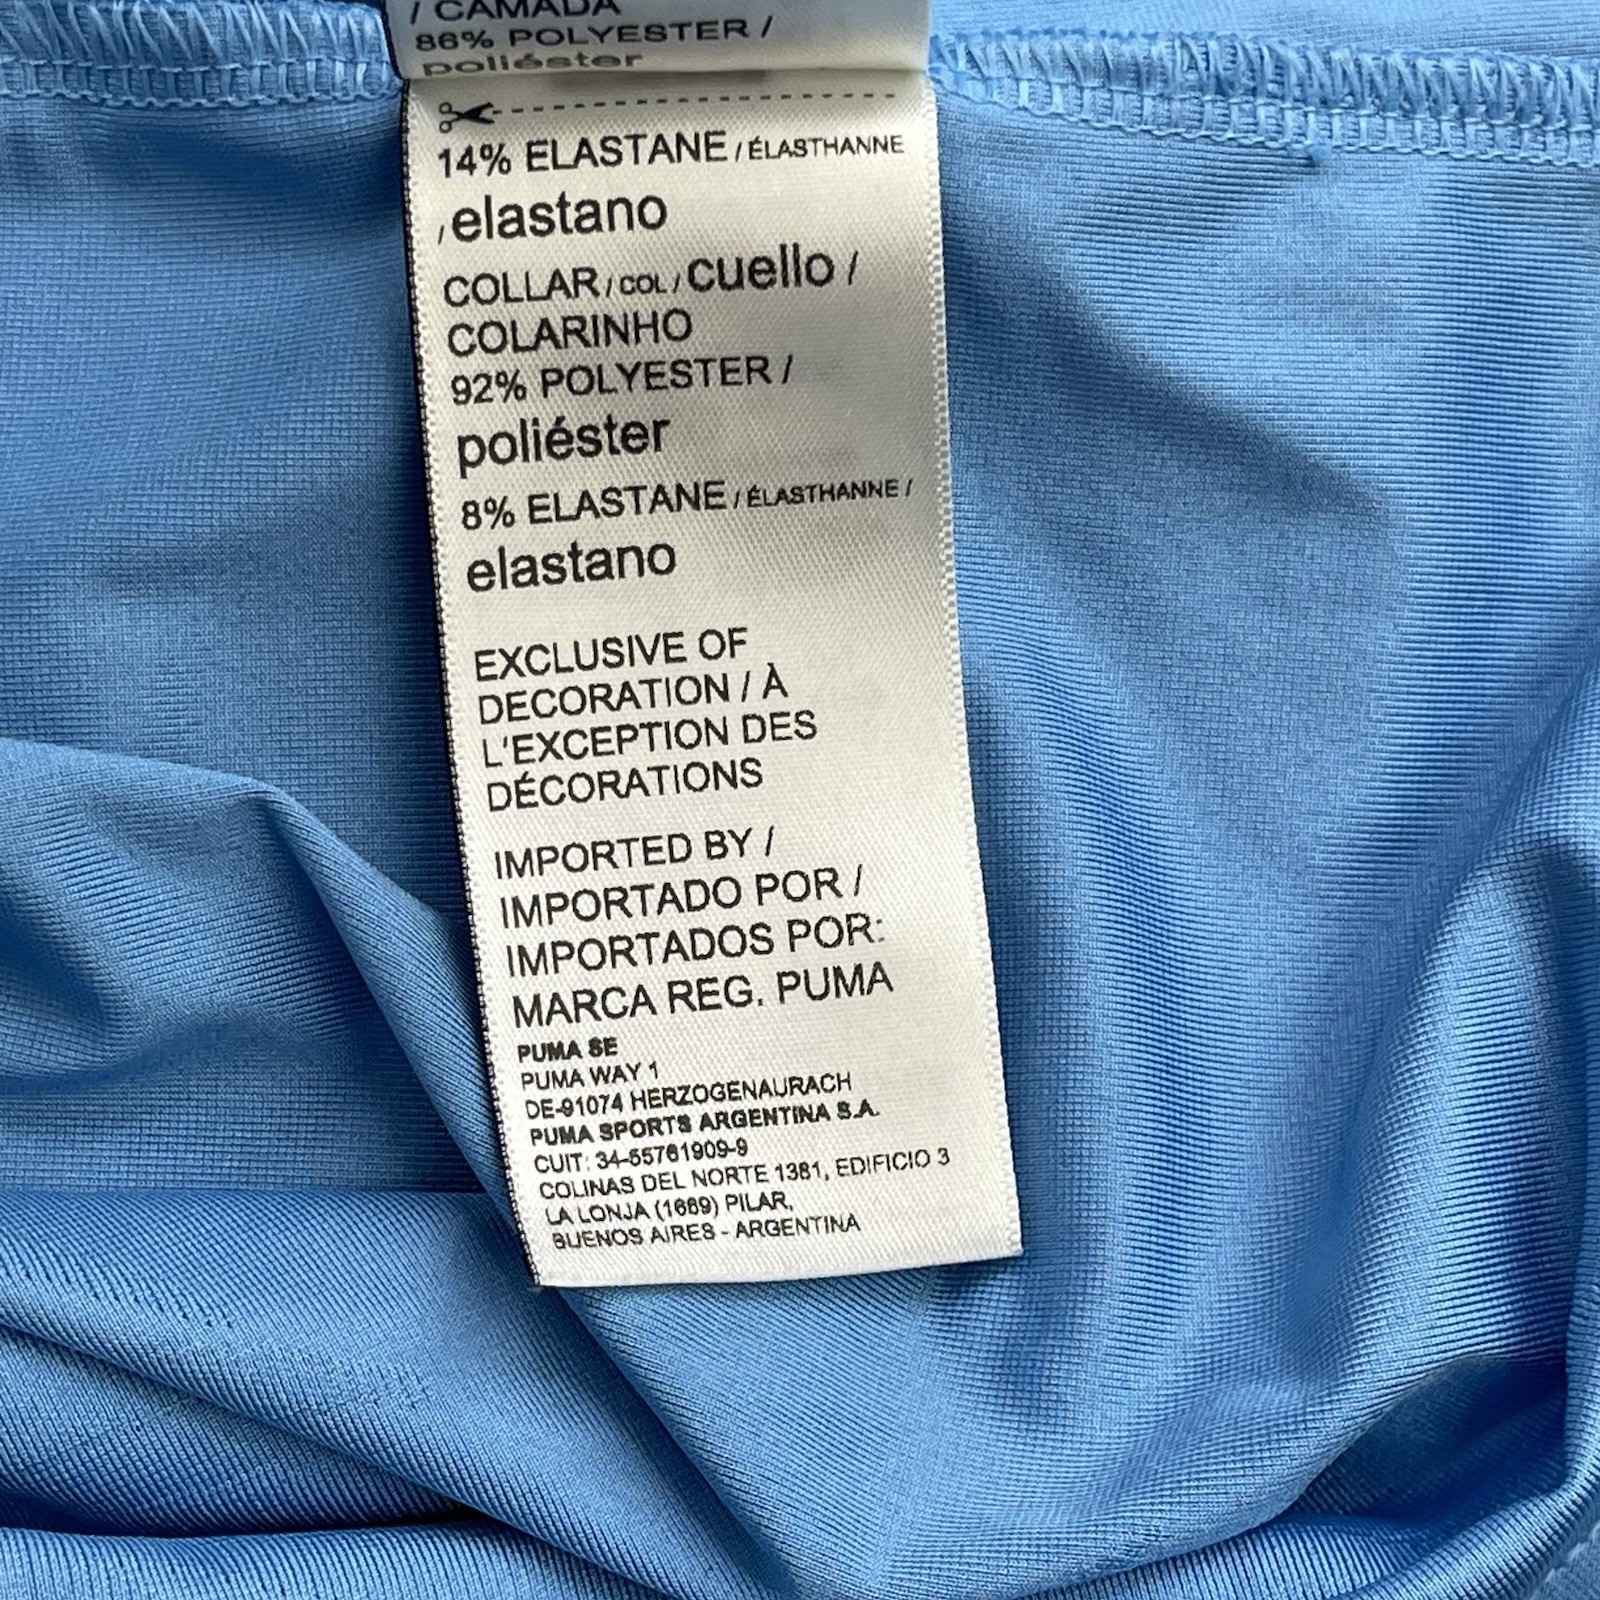 / CAMADA
86% POLYESTER /
poliéster
14% ELASTANE / ÉLASTHANNE
/ elastano
COLLAR / COL / cuello /
COLARINHO
92% POLYESTER /
poliéster
8% ELASTANE / ÉLASTHANNE /
elastano
EXCLUSIVE OF
DECORATION / À
L'EXCEPTION DES
DÉCORATIONS
IMPORTED BY /
IMPORTADO POR /
IMPORTADOS POR:
MARCA REG. PUMA
PUMA SE
PUMA WAY 1
DE-91074 HERZOGENAURACH
PUMA SPORTS ARGENTINA S.A.
CUIT: 34-55761909-9
COLINAS DEL NORTE 1381, EDIFICIO 3
LA LONJA (1669) PILAR,
BUENOS AIRES - ARGENTINA